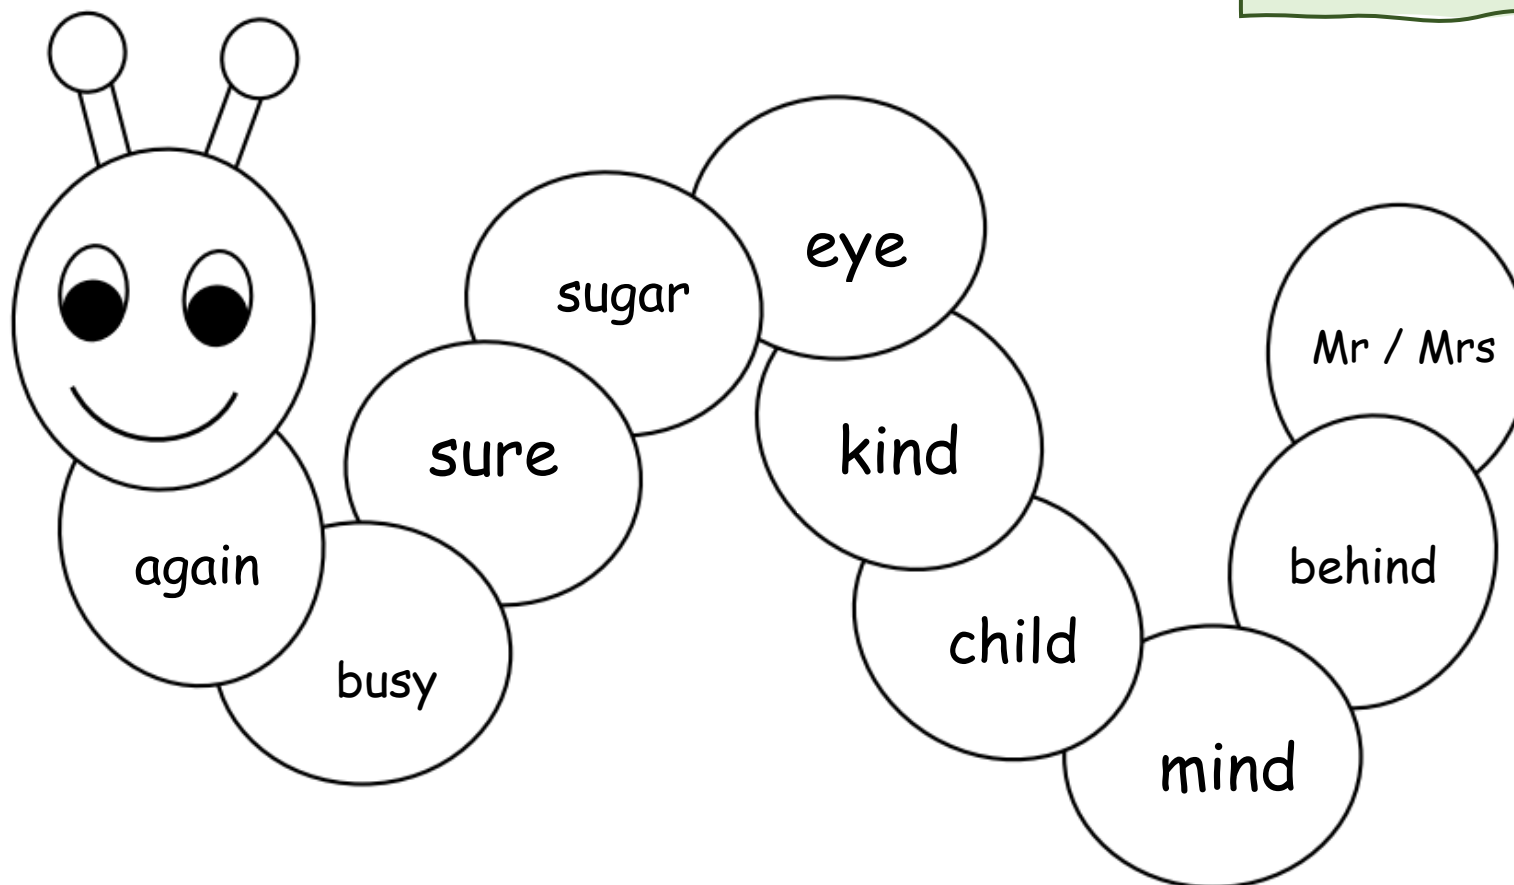 again
busy
sure
sugar
eye
kind
child
mind
behind
Mr / Mrs